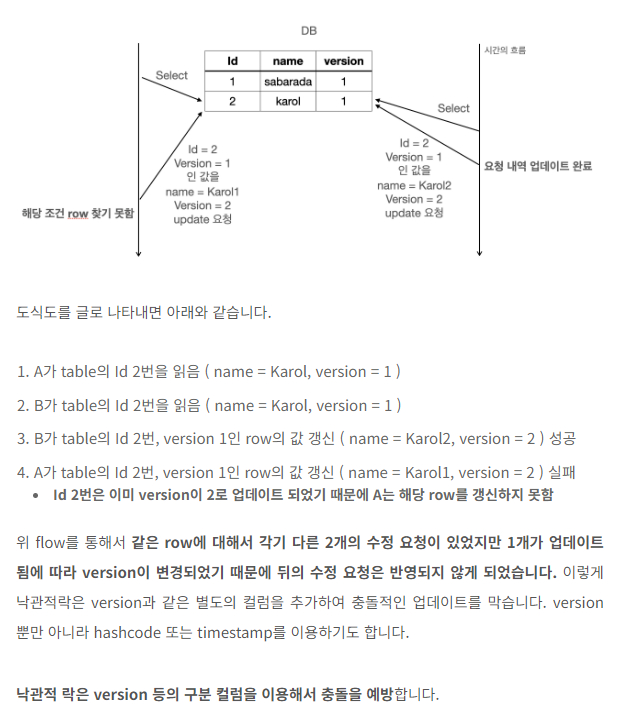 DB
시간의 흐름
Id name version
1 sabarada 1
2 karol 1
Select
Select
Id = 2
Version = 1
인 값을
name = Karol1
Version = 2
update 요청
Id = 2
Version = 1
인 값을
name = Karol2
Version = 2
update 요청
요청 내역 업데이트 완료
해당 조건 row 찾기 못함
도식도를 글로 나타내면 아래와 같습니다.
1. A가 table의 Id 2번을 읽음 ( name = Karol, version = 1 )
2. B가 table의 Id 2번을 읽음 ( name = Karol, version = 1 )
3. B가 table의 Id 2번, version 1인 row의 값 갱신 ( name = Karol2, version = 2 ) 성공
4. A가 table의 Id 2번, version 1인 row의 값 갱신 ( name = Karol1, version = 2 ) 실패
• Id 2번은 이미 version이 2로 업데이트 되었기 때문에 A는 해당 row를 갱신하지 못함
위 flow를 통해서 같은 row에 대해서 각기 다른 2개의 수정 요청이 있었지만 1개가 업데이트
됨에 따라 version이 변경되었기 때문에 뒤의 수정 요청은 반영되지 않게 되었습니다. 이렇게
낙관적락은 version과 같은 별도의 컬럼을 추가하여 충돌적인 업데이트를 막습니다. version
뿐만 아니라 hashcode 또는 timestamp를 이용하기도 합니다.
낙관적 락은 version 등의 구분 컬럼을 이용해서 충돌을 예방합니다.